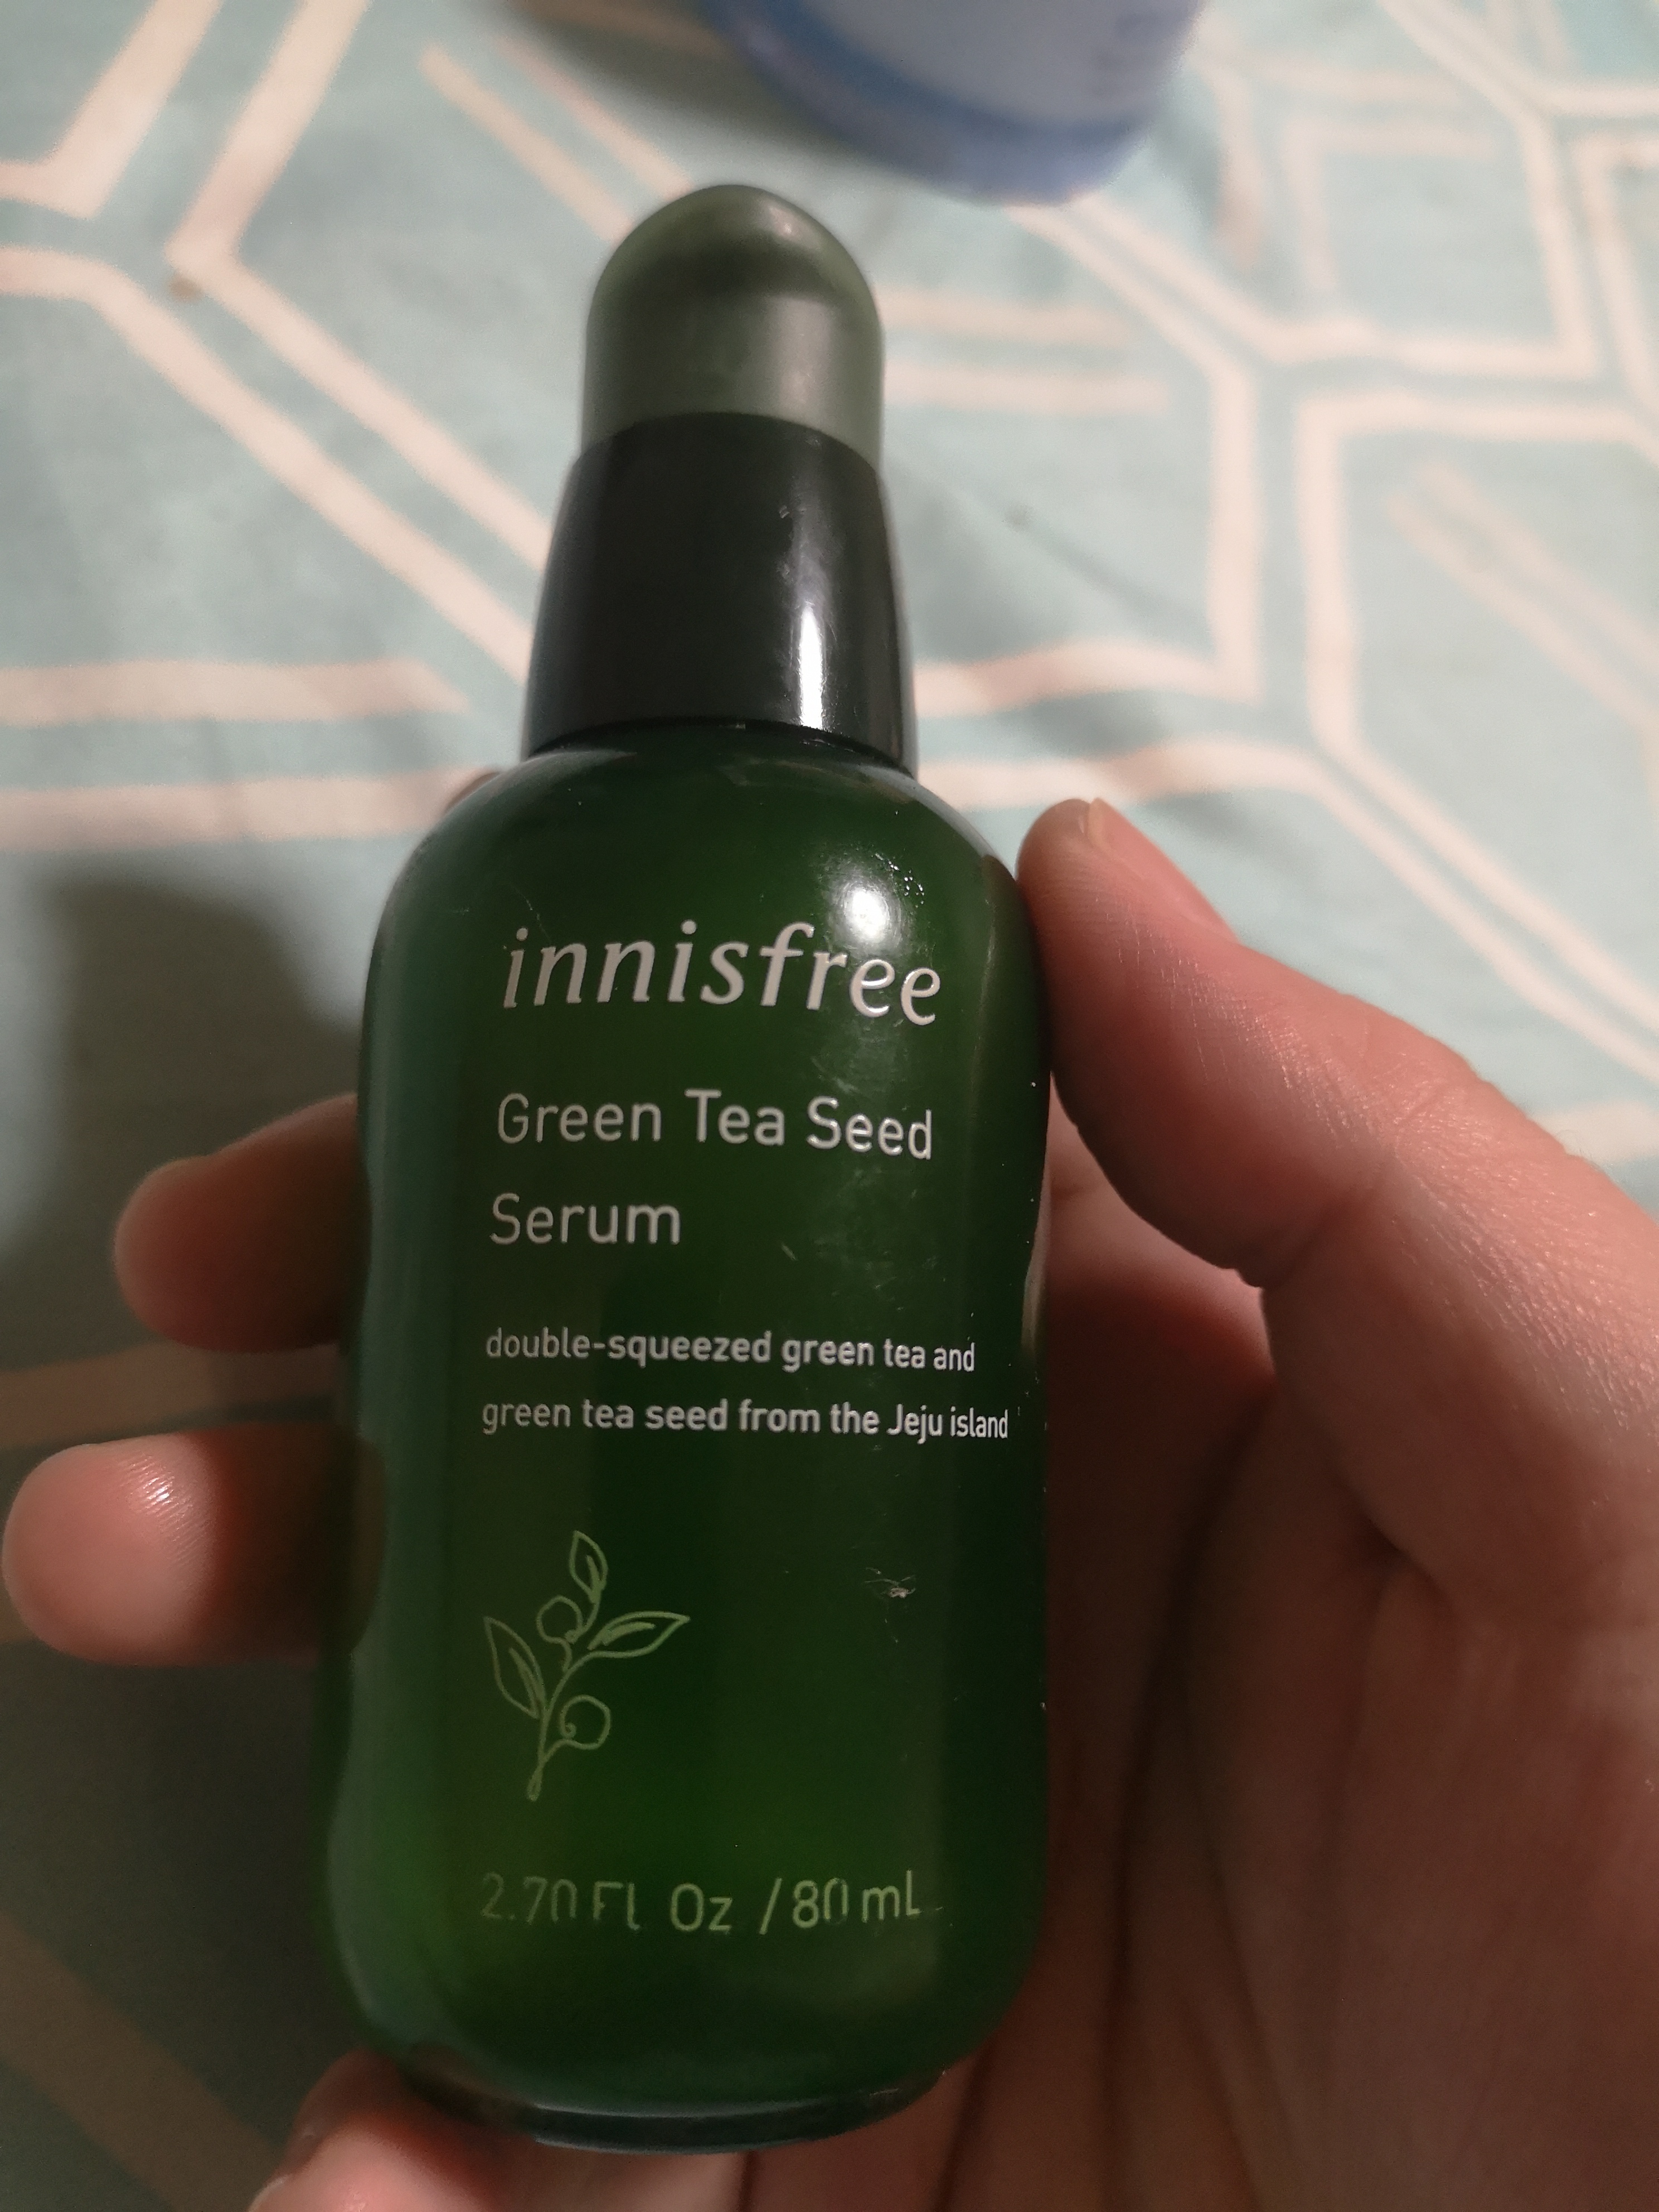 innisfree
Green Tea Seed
Serum
double-squeezed green tea and
green tea seed from the Jeju island
2.70 Fl Oz / 80 mL